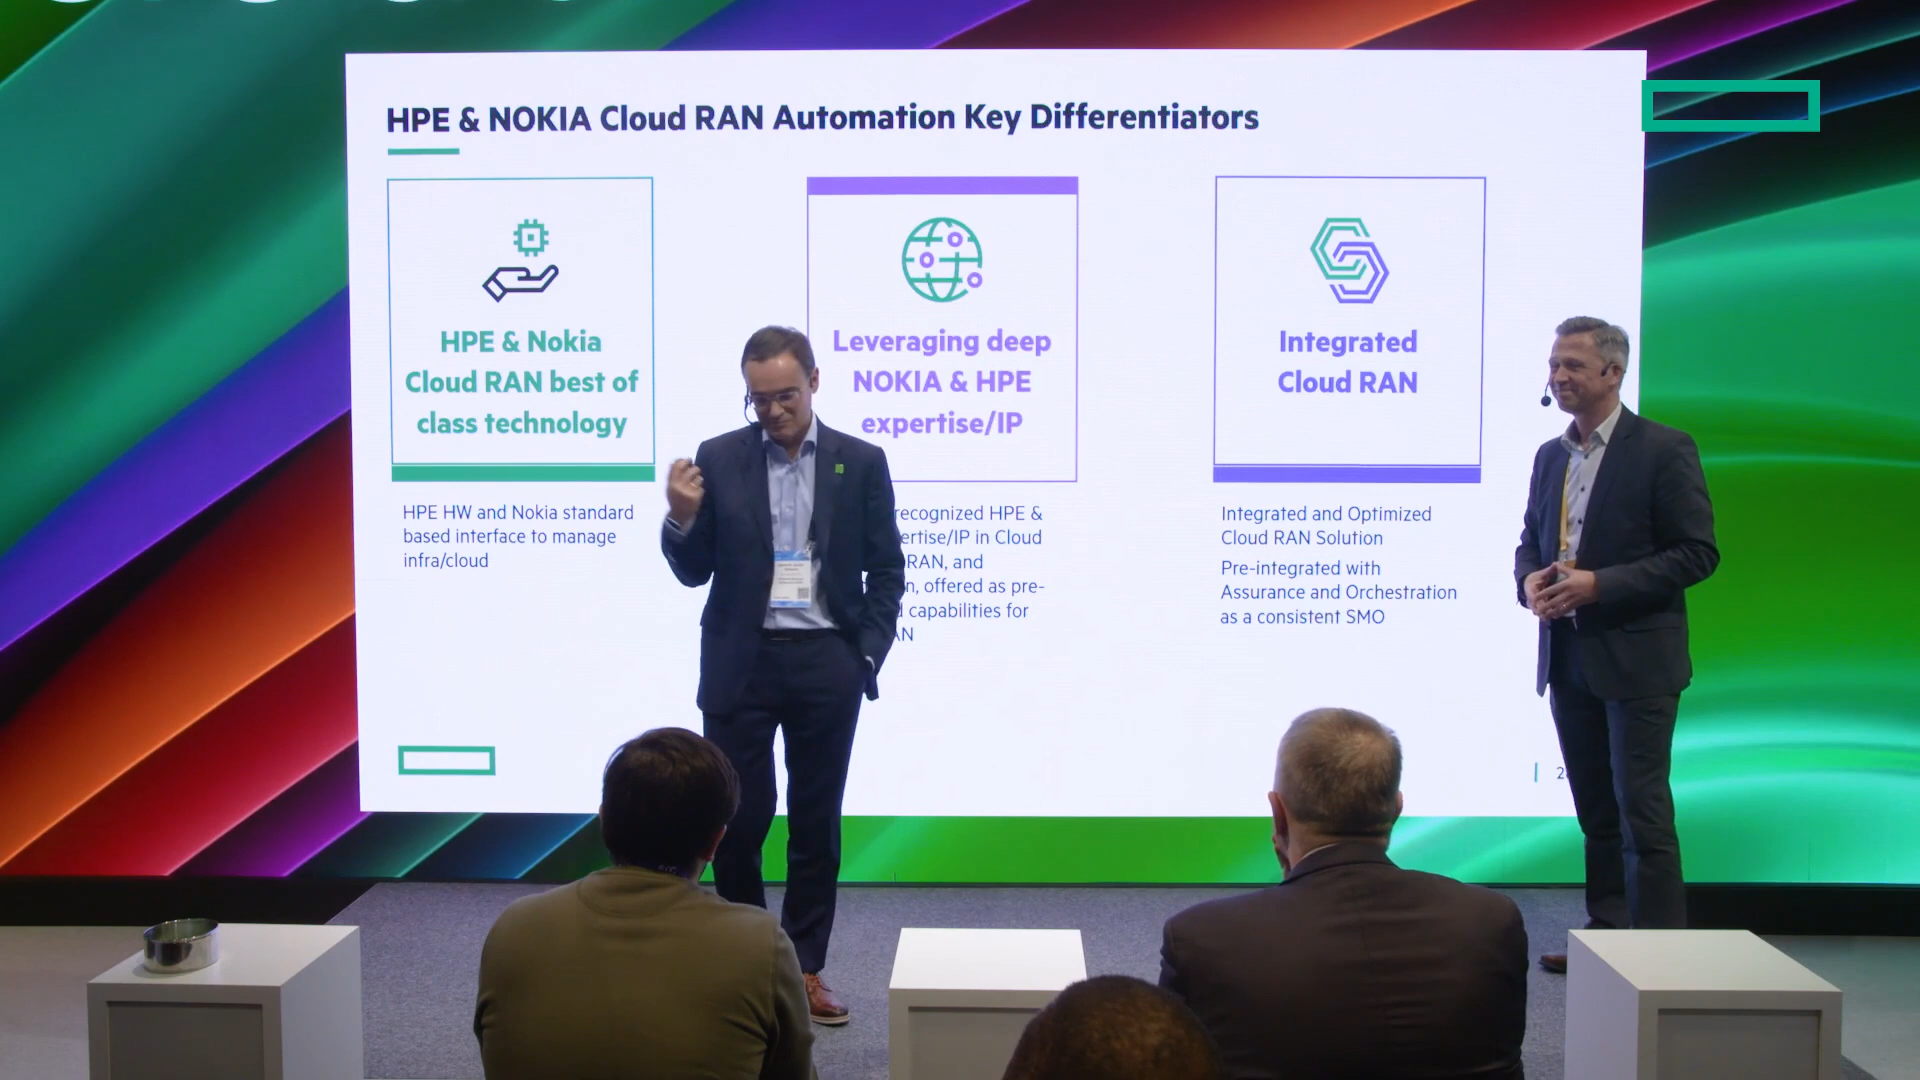 HPE & NOKIA Cloud RAN Automation Key Differentiators
HPE & Nokia
Cloud RAN best of
class technology
HPE HW and Nokia standard
based interface to manage
infra/cloud
Leveraging deep
NOKIA & HPE
expertise/IP
recognized HPE &
ertise/IP in Cloud
RAN, and
n, offered as pre-
d capabilities for
AN
Integrated
Cloud RAN
Integrated and Optimized
Cloud RAN Solution
Pre-integrated with
Assurance and Orchestration
as a consistent SMO